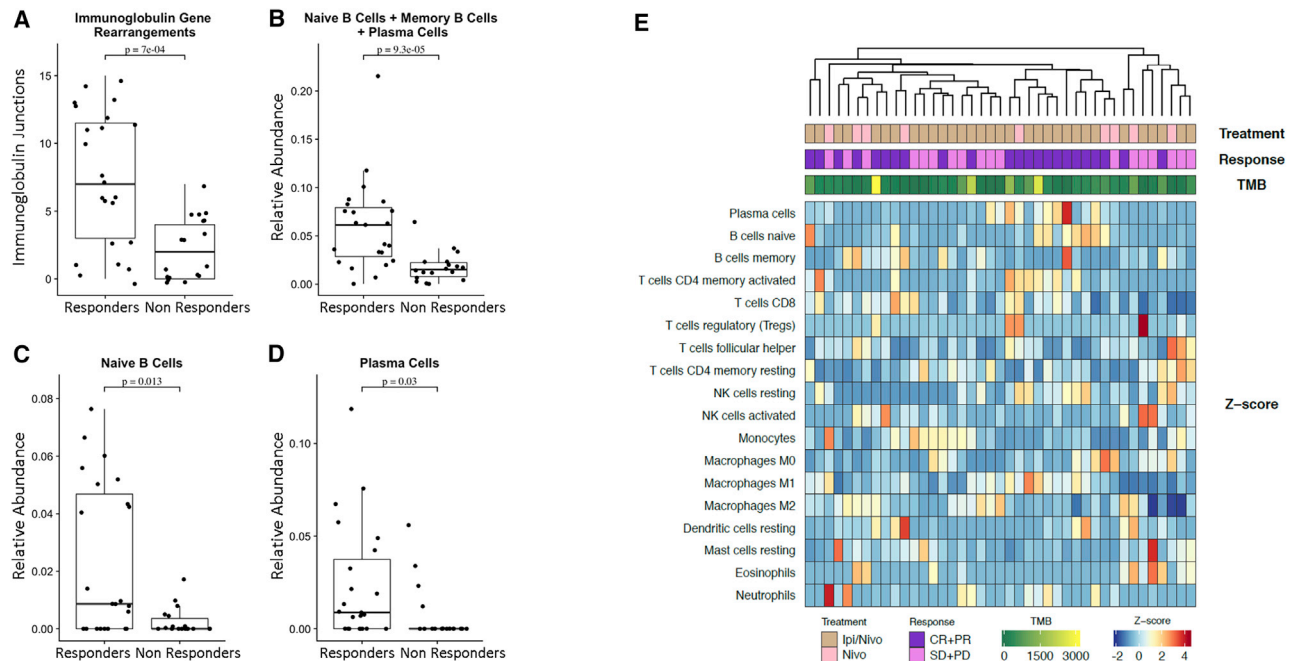 A
Immunoglobulin Gene
Rearrangements
p = 7e-04
Immunoglobulin Junctions
15
10
5
0
Responders Non Responders
B
Naive B Cells + Memory B Cells
+ Plasma Cells
p = 9.3e-05
Relative Abundance
0.20
0.15
0.10
0.05
0.00
Responders Non Responders
C
Naive B Cells
p = 0.013
Relative Abundance
0.08
0.06
0.04
0.02
0.00
Responders Non Responders
D
Plasma Cells
p = 0.03
Relative Abundance
0.10
0.05
0.00
Responders Non Responders
E
Treatment
Response
TMB
Plasma cells
B cells naive
B cells memory
T cells CD4 memory activated
T cells CD8
T cells regulatory (Tregs)
T cells follicular helper
T cells CD4 memory resting
NK cells resting
NK cells activated
Monocytes
Macrophages M0
Macrophages M1
Macrophages M2
Dendritic cells resting
Mast cells resting
Eosinophils
Neutrophils
Z-score
Treatment
Ipi/Nivo
Nivo
Response
CR+PR
SD+PD
TMB
0 1500 3000
Z-score
-2 0 2 4